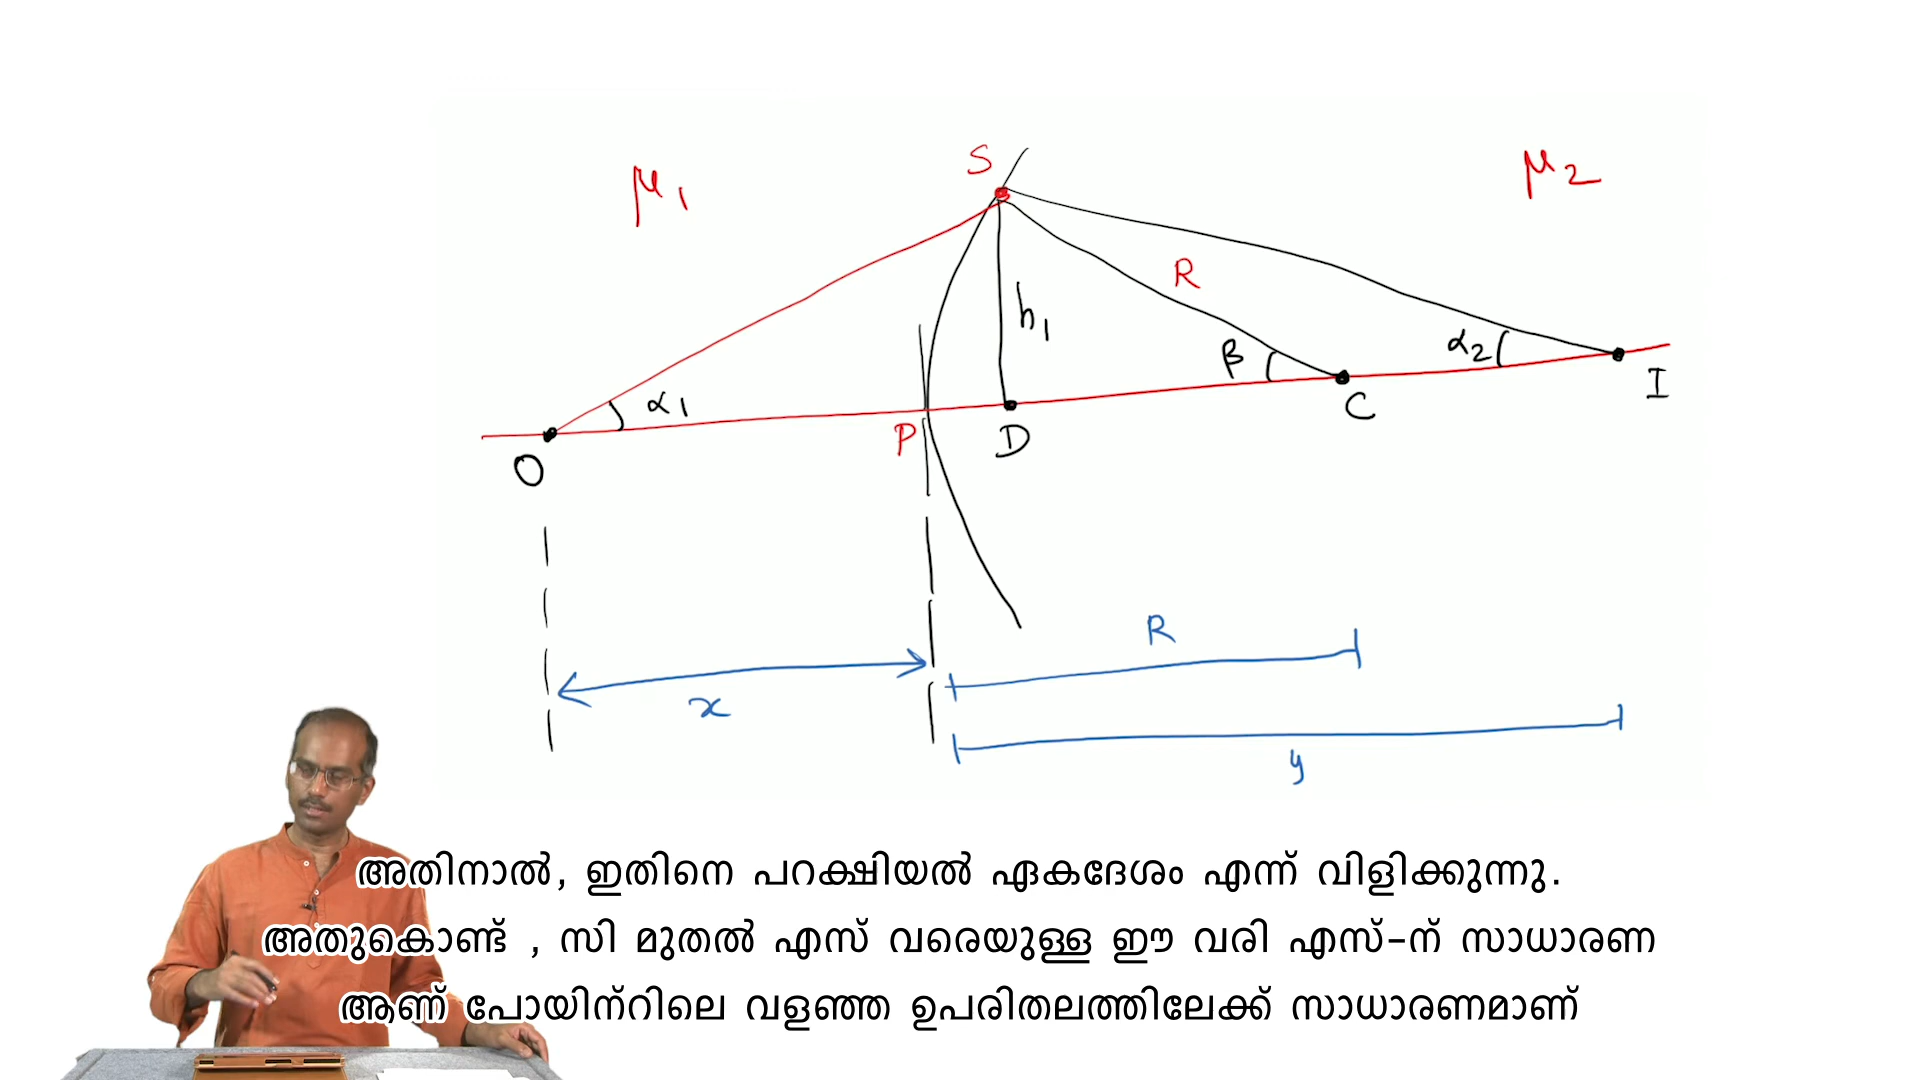 μ1
S
μ2
R
h1
β
α2
α1
I
C
P
D
O
R
x
y
അതിനാൽ, ഇതിനെ പറക്ഷിയൽ ഏകദേശം എന്ന് വിളിക്കുന്നു.
അതുകൊണ്ട് , സി മുതൽ എസ് വരെയുള്ള ഈ വരി എസ്-ന് സാധാരണ
ആണ് പോയിന്റിലെ വളഞ്ഞ ഉപരിതലത്തിലേക്ക് സാധാരണമാണ്